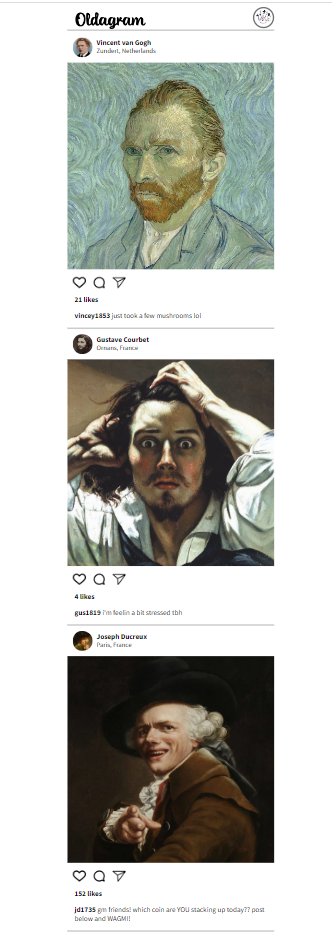 Oldagram
Vincent van Gogh
Zundert, Netherlands
21 likes
vincey1853 just took a few mushrooms lol
Gustave Courbet
Ornans, France
4 likes
gus1819 i'm feelin a bit stressed tbh
Joseph Ducreux
Paris, France
152 likes
jd1735 gm friends! which coin are YOU stacking up today?? post
below and WAGMI!